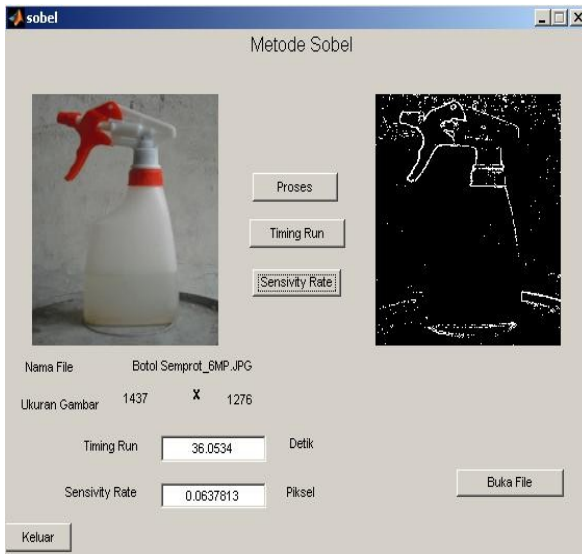 sobel
Metode Sobel
Proses
Timing Run
Sensivity Rate
Nama File Botol Semprot_6MP.JPG
Ukuran Gambar 1437 X 1276
Timing Run 36.0534 Detik
Sensivity Rate 0.0637813 Piksel
Buka File
Keluar